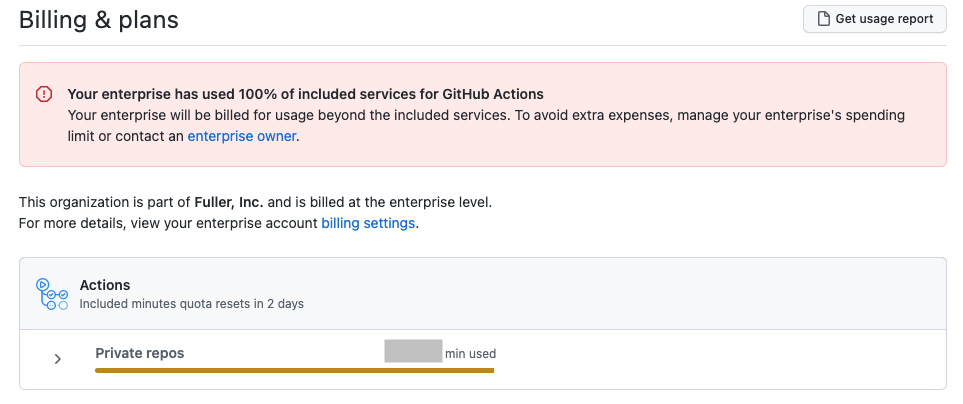 Billing & plans
Get usage report
Your enterprise has used 100% of included services for GitHub Actions
Your enterprise will be billed for usage beyond the included services. To avoid extra expenses, manage your enterprise's spending
limit or contact an enterprise owner.
This organization is part of Fuller, Inc. and is billed at the enterprise level.
For more details, view your enterprise account billing settings.
Actions
Included minutes quota resets in 2 days
Private repos
min used